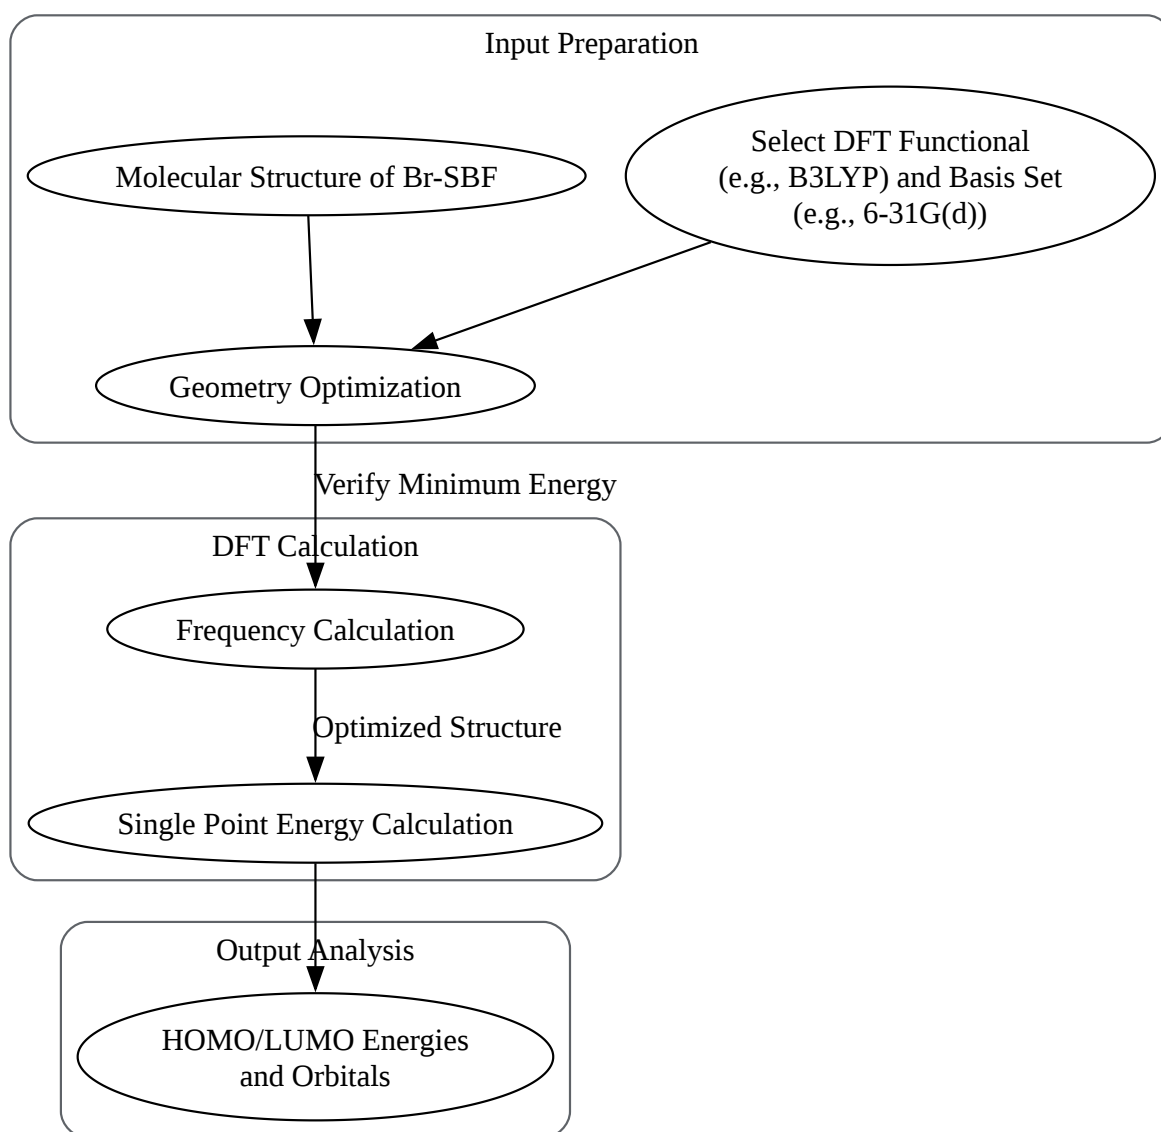 Input Preparation
Molecular Structure of Br-SBF
Select DFT Functional
(e.g., B3LYP) and Basis Set
(e.g., 6-31G(d))
Geometry Optimization
Verify Minimum Energy
DFT Calculation
Frequency Calculation
Optimized Structure
Single Point Energy Calculation
Output Analysis
HOMO/LUMO Energies
and Orbitals